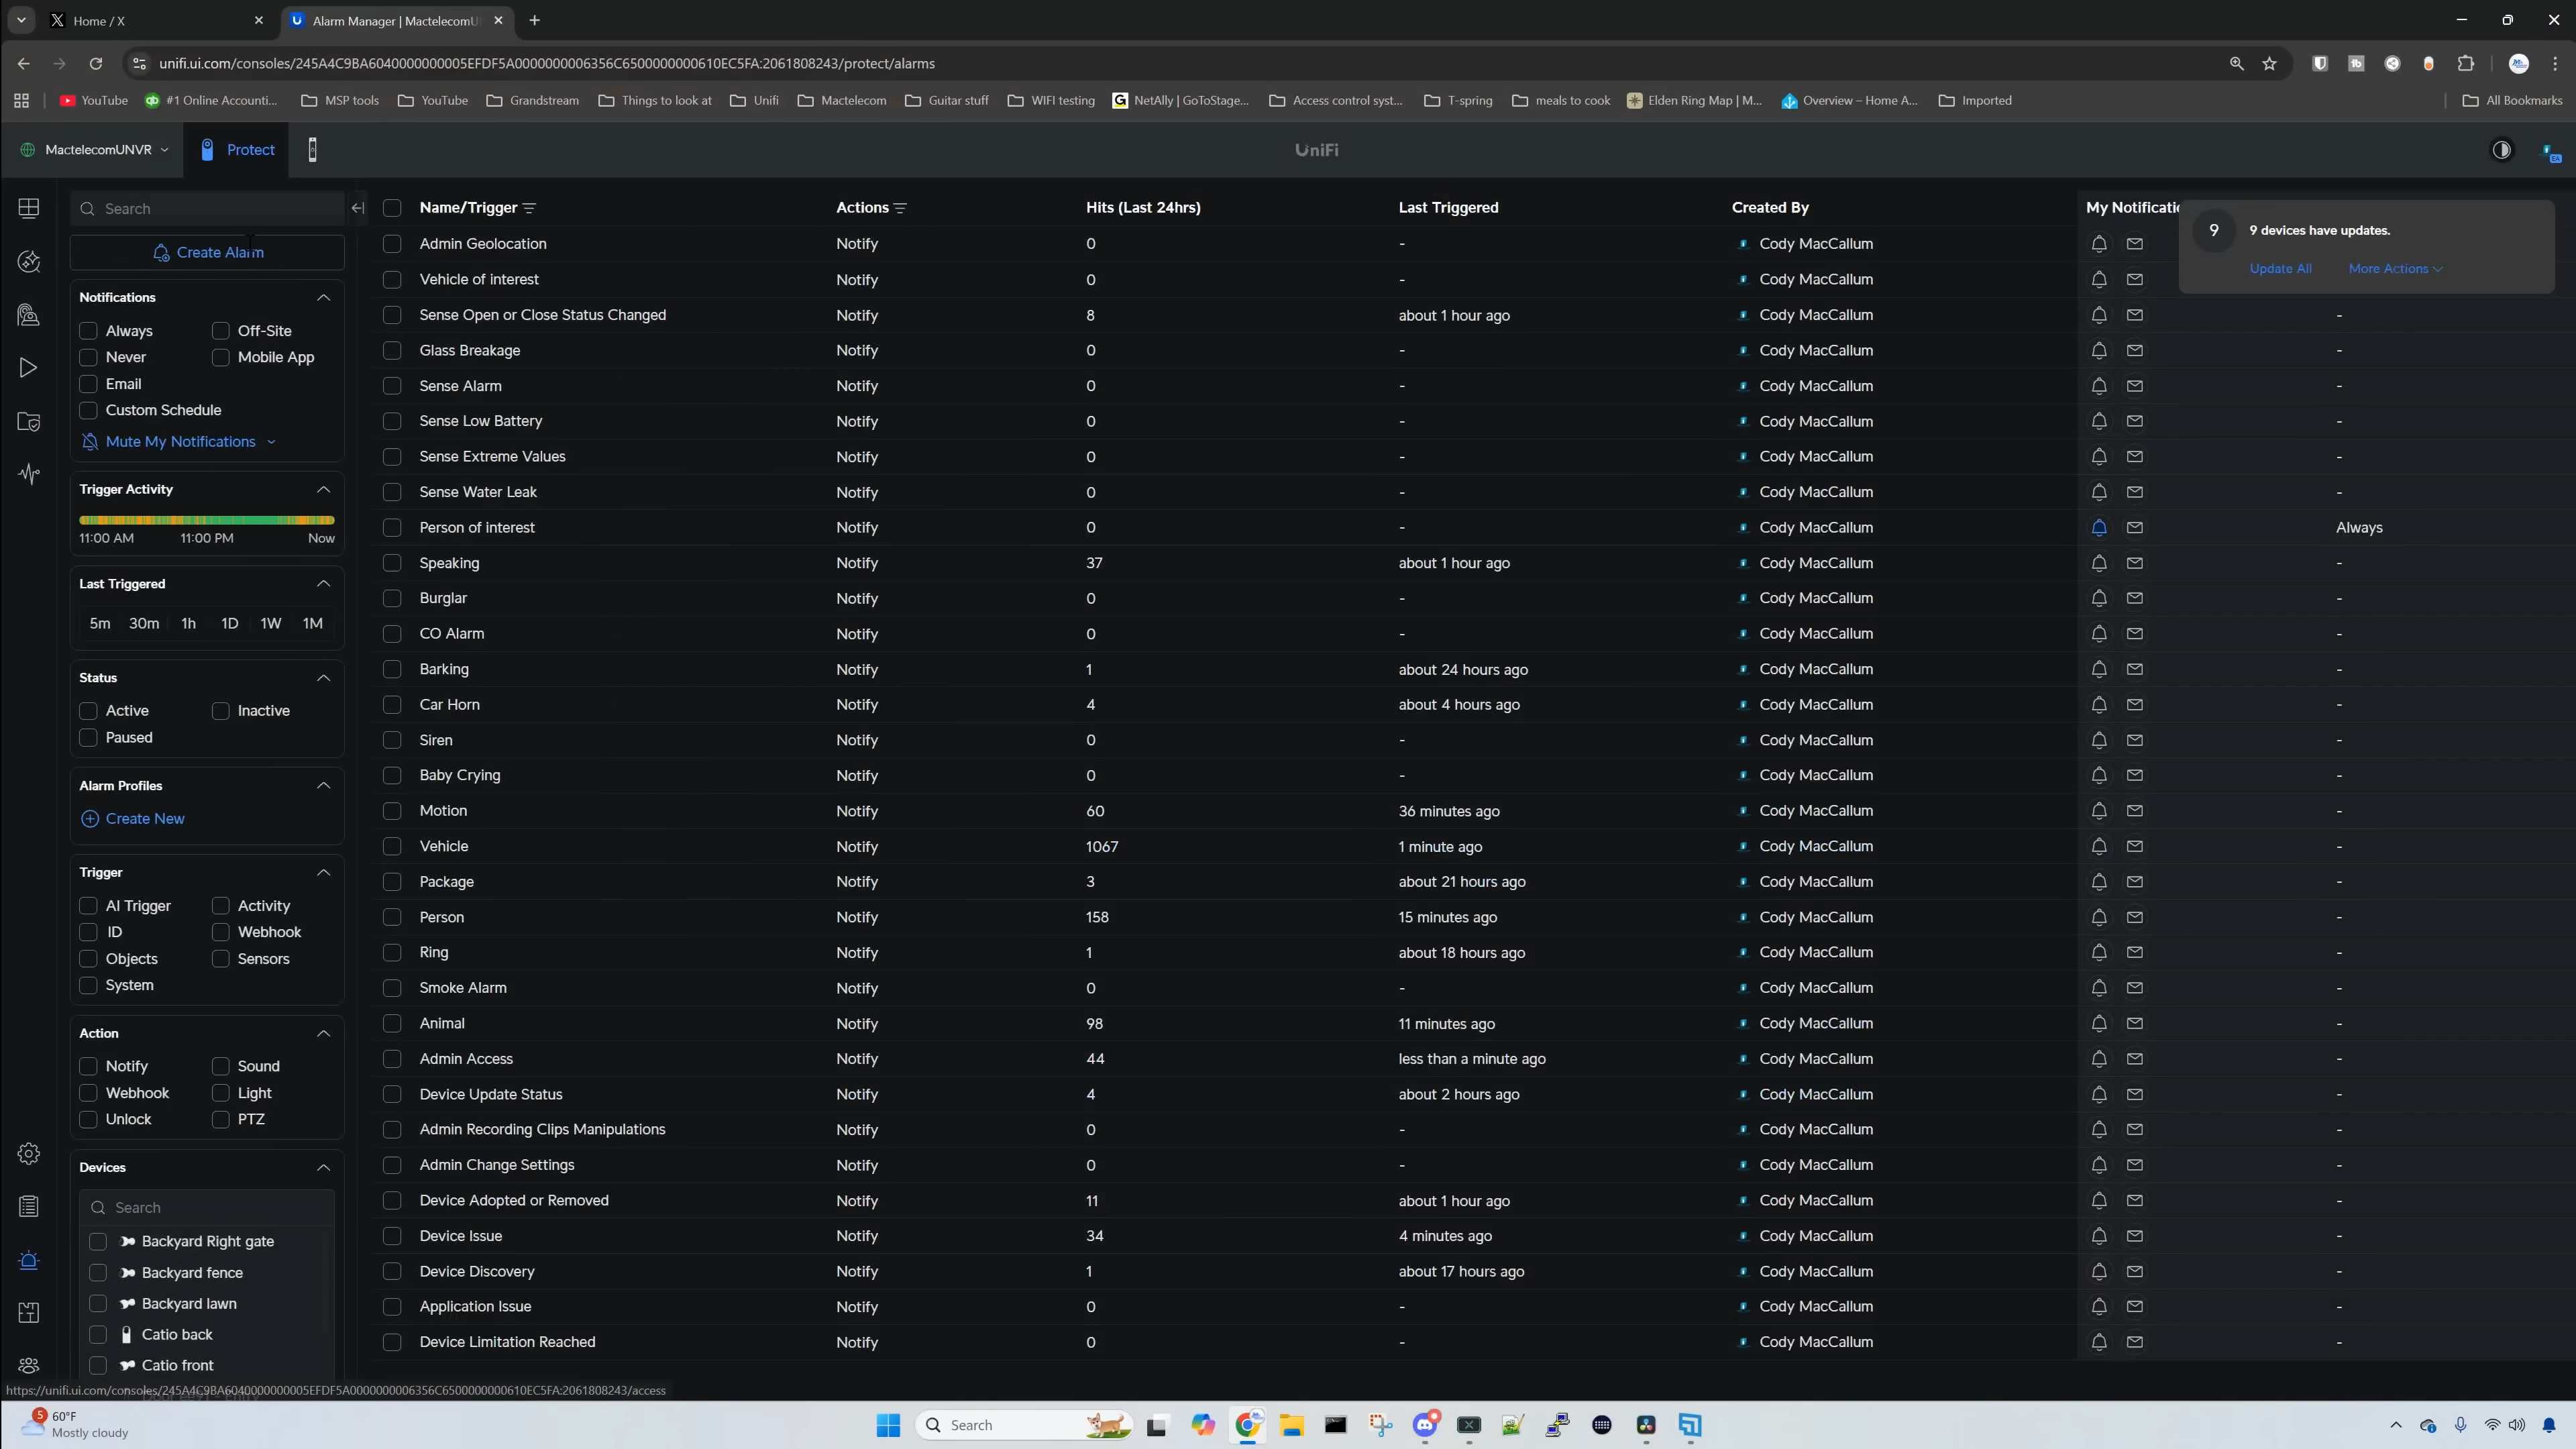 Home / X
Alarm Manager | MactelecomU
unifi.ui.com/consoles/245A4C9BA6040000000005EFDF5A0000000006356C6500000000610EC5FA:2061808243/protect/alarms
YouTube #1 Online Accounti... MSP tools YouTube Grandstream Things to look at Unifi Mactelecom Guitar stuff WIFI testing NetAlly | GoToStage... Access control syst... T-spring meals to cook Elden Ring Map | M... Overview – Home A... Imported All Bookmarks
MactelecomUNVR Protect UniFi EA
Search
Create Alarm
Notifications
Always Off-Site
Never Mobile App
Email
Custom Schedule
Mute My Notifications
Trigger Activity
11:00 AM 11:00 PM Now
Last Triggered
5m 30m 1h 1D 1W 1M
Status
Active Inactive
Paused
Alarm Profiles
Create New
Trigger
AI Trigger Activity
ID Webhook
Objects Sensors
System
Action
Notify Sound
Webhook Light
Unlock PTZ
Devices
Search
Backyard Right gate
Backyard fence
Backyard lawn
Catio back
Catio front
Name/Trigger Actions Hits (Last 24hrs) Last Triggered Created By My Notificatio
Admin Geolocation Notify 0 - Cody MacCallum
Vehicle of interest Notify 0 - Cody MacCallum
Sense Open or Close Status Changed Notify 8 about 1 hour ago Cody MacCallum -
Glass Breakage Notify 0 - Cody MacCallum -
Sense Alarm Notify 0 - Cody MacCallum -
Sense Low Battery Notify 0 - Cody MacCallum -
Sense Extreme Values Notify 0 - Cody MacCallum -
Sense Water Leak Notify 0 - Cody MacCallum -
Person of interest Notify 0 - Cody MacCallum Always
Speaking Notify 37 about 1 hour ago Cody MacCallum -
Burglar Notify 0 - Cody MacCallum -
CO Alarm Notify 0 - Cody MacCallum -
Barking Notify 1 about 24 hours ago Cody MacCallum -
Car Horn Notify 4 about 4 hours ago Cody MacCallum -
Siren Notify 0 - Cody MacCallum -
Baby Crying Notify 0 - Cody MacCallum -
Motion Notify 60 36 minutes ago Cody MacCallum -
Vehicle Notify 1067 1 minute ago Cody MacCallum -
Package Notify 3 about 21 hours ago Cody MacCallum -
Person Notify 158 15 minutes ago Cody MacCallum -
Ring Notify 1 about 18 hours ago Cody MacCallum -
Smoke Alarm Notify 0 - Cody MacCallum -
Animal Notify 98 11 minutes ago Cody MacCallum -
Admin Access Notify 44 less than a minute ago Cody MacCallum -
Device Update Status Notify 4 about 2 hours ago Cody MacCallum -
Admin Recording Clips Manipulations Notify 0 - Cody MacCallum -
Admin Change Settings Notify 0 - Cody MacCallum -
Device Adopted or Removed Notify 11 about 1 hour ago Cody MacCallum -
Device Issue Notify 34 4 minutes ago Cody MacCallum -
Device Discovery Notify 1 about 17 hours ago Cody MacCallum -
Application Issue Notify 0 - Cody MacCallum -
Device Limitation Reached Notify 0 - Cody MacCallum -
9 9 devices have updates.
Update All More Actions
https://unifi.ui.com/consoles/245A4C9BA6040000000005EFDF5A0000000006356C6500000000610EC5FA:2061808243/access
5 60°F
Mostly cloudy
Search